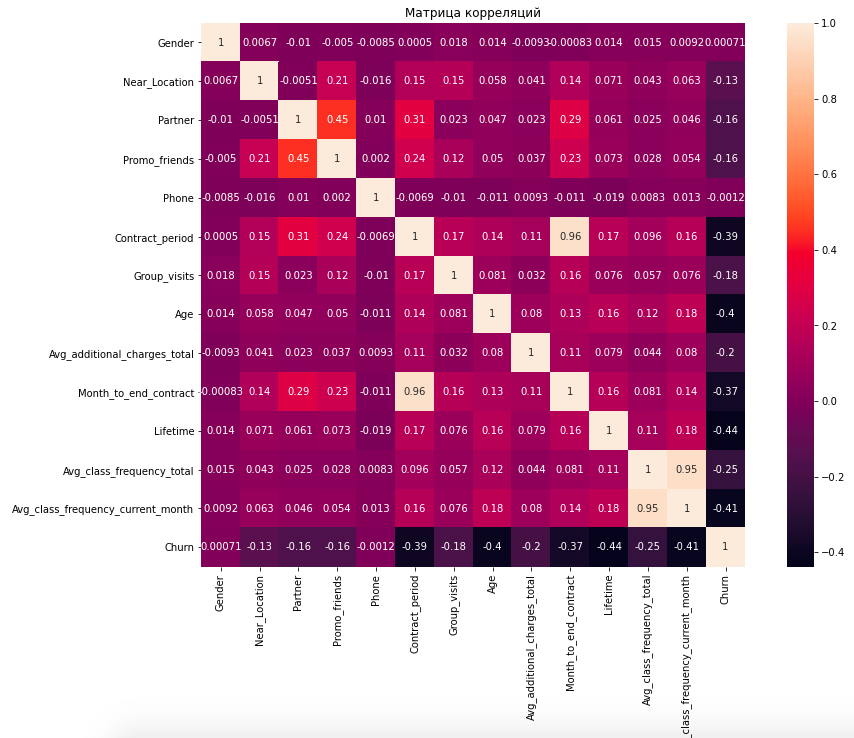 Матрица корреляций
Gender 1 0.0067 -0.01 -0.005 -0.0085 0.0005 0.018 0.014 -0.0093 -0.00083 0.014 0.015 0.0092 0.00071
Near_Location 0.0067 1 -0.0051 0.21 -0.016 0.15 0.15 0.058 0.041 0.14 0.071 0.043 0.063 -0.13
Partner -0.01 -0.0051 1 0.45 0.01 0.31 0.023 0.047 0.023 0.29 0.061 0.025 0.046 -0.16
Promo_friends -0.005 0.21 0.45 1 0.002 0.24 0.12 0.05 0.037 0.23 0.073 0.028 0.054 -0.16
Phone -0.0085 -0.016 0.01 0.002 1 -0.0069 -0.01 -0.011 0.0093 -0.011 -0.019 0.0083 0.013 -0.0012
Contract_period 0.0005 0.15 0.31 0.24 -0.0069 1 0.17 0.14 0.11 0.96 0.17 0.096 0.16 -0.39
Group_visits 0.018 0.15 0.023 0.12 -0.01 0.17 1 0.081 0.032 0.16 0.076 0.057 0.076 -0.18
Age 0.014 0.058 0.047 0.05 -0.011 0.14 0.081 1 0.08 0.13 0.16 0.12 0.18 -0.4
Avg_additional_charges_total -0.0093 0.041 0.023 0.037 0.0093 0.11 0.032 0.08 1 0.11 0.079 0.044 0.08 -0.2
Month_to_end_contract -0.00083 0.14 0.29 0.23 -0.011 0.96 0.16 0.13 0.11 1 0.16 0.081 0.14 -0.37
Lifetime 0.014 0.071 0.061 0.073 -0.019 0.17 0.076 0.16 0.079 0.16 1 0.11 0.18 -0.44
Avg_class_frequency_total 0.015 0.043 0.025 0.028 0.0083 0.096 0.057 0.12 0.044 0.081 0.11 1 0.95 -0.25
Avg_class_frequency_current_month 0.0092 0.063 0.046 0.054 0.013 0.16 0.076 0.18 0.08 0.14 0.18 0.95 1 -0.41
Churn 0.00071 -0.13 -0.16 -0.16 -0.0012 -0.39 -0.18 -0.4 -0.2 -0.37 -0.44 -0.25 -0.41 1
Gender
Near_Location
Partner
Promo_friends
Phone
Contract_period
Group_visits
Age
Avg_additional_charges_total
Month_to_end_contract
Lifetime
Avg_class_frequency_total
_class_frequency_current_month
Churn
1.0
0.8
0.6
0.4
0.2
0.0
−0.2
−0.4